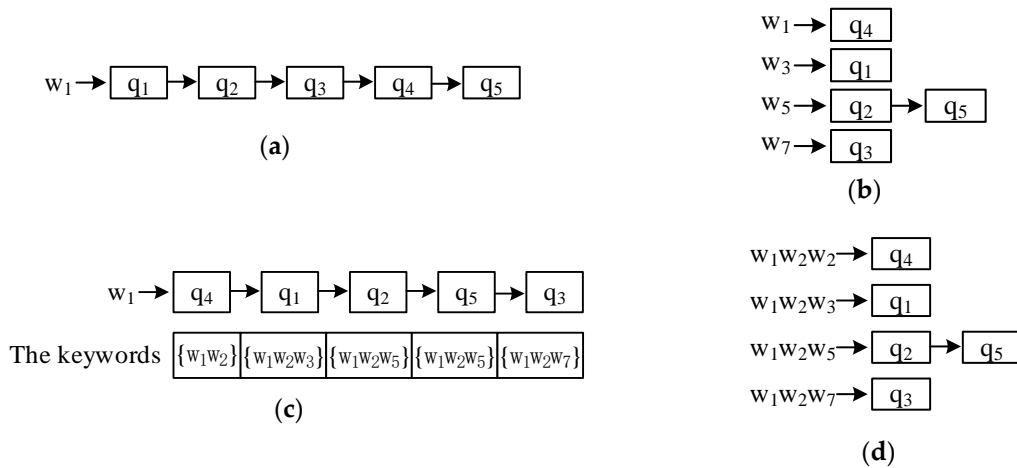 w₁ q₁ q₂ q₃ q₄ q₅
(a)
w₁ q₄
w₃ q₁
w₅ q₂ q₅
w₇ q₃
(b)
w₁ q₄ q₁ q₂ q₅ q₃
The keywords {w₁w₂} {w₁w₂w₃} {w₁w₂w₅} {w₁w₂w₅} {w₁w₂w₇}
(c)
w₁w₂w₂ q₄
w₁w₂w₃ q₁
w₁w₂w₅ q₂ q₅
w₁w₂w₇ q₃
(d)